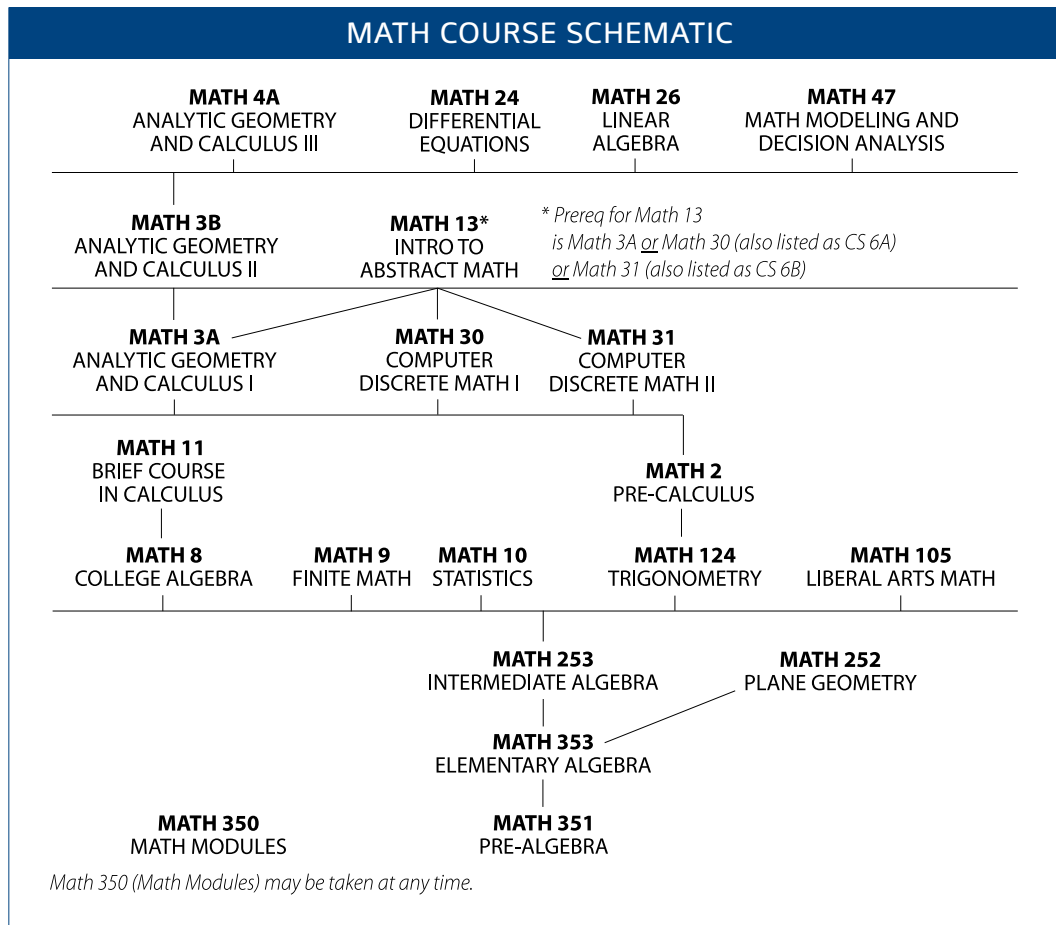 MATH COURSE SCHEMATIC
MATH 4A
ANALYTIC GEOMETRY
AND CALCULUS III
MATH 24
DIFFERENTIAL
EQUATIONS
MATH 26
LINEAR
ALGEBRA
MATH 47
MATH MODELING AND
DECISION ANALYSIS
MATH 3B
ANALYTIC GEOMETRY
AND CALCULUS II
MATH 13*
INTRO TO
ABSTRACT MATH
* Prereq for Math 13
is Math 3A or Math 30 (also listed as CS 6A)
or Math 31 (also listed as CS 6B)
MATH 3A
ANALYTIC GEOMETRY
AND CALCULUS I
MATH 30
COMPUTER
DISCRETE MATH I
MATH 31
COMPUTER
DISCRETE MATH II
MATH 11
BRIEF COURSE
IN CALCULUS
MATH 2
PRE-CALCULUS
MATH 8
COLLEGE ALGEBRA
MATH 9
FINITE MATH
MATH 10
STATISTICS
MATH 124
TRIGONOMETRY
MATH 105
LIBERAL ARTS MATH
MATH 253
INTERMEDIATE ALGEBRA
MATH 252
PLANE GEOMETRY
MATH 353
ELEMENTARY ALGEBRA
MATH 350
MATH MODULES
MATH 351
PRE-ALGEBRA
Math 350 (Math Modules) may be taken at any time.